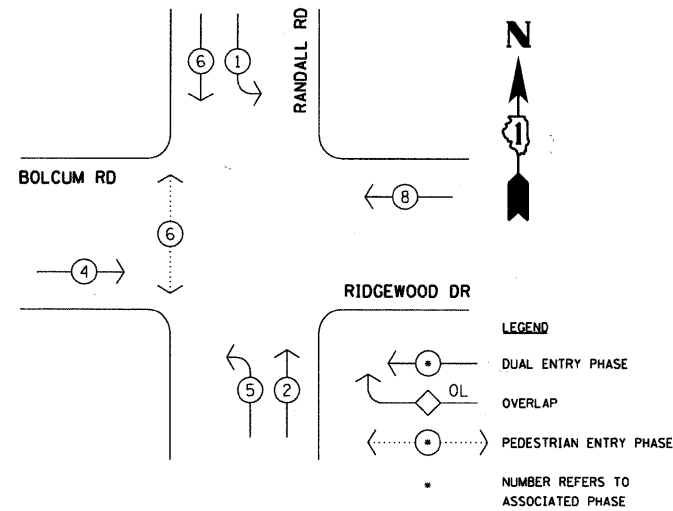 6
1
RANDALL RD
N
1
BOLCUM RD
8
6
4
RIDGEWOOD DR
5
2
LEGEND
* DUAL ENTRY PHASE
OL OVERLAP
* PEDESTRIAN ENTRY PHASE
* NUMBER REFERS TO
ASSOCIATED PHASE